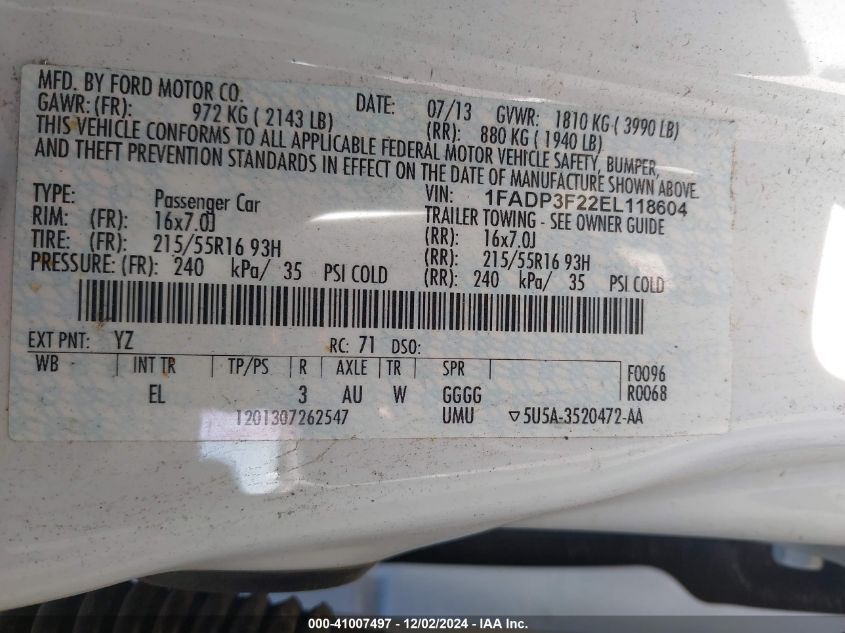 MFD. BY FORD MOTOR CO.
DATE: 07/13 GVWR: 1810 KG ( 3990 LB)
GAWR: (FR): 972 KG ( 2143 LB) (RR): 880 KG ( 1940 LB)
THIS VEHICLE CONFORMS TO ALL APPLICABLE FEDERAL MOTOR VEHICLE SAFETY, BUMPER,
AND THEFT PREVENTION STANDARDS IN EFFECT ON THE DATE OF MANUFACTURE SHOWN ABOVE.
TYPE: Passenger Car VIN: 1FADP3F22EL118604
TRAILER TOWING - SEE OWNER GUIDE
RIM: (FR): 16x7.0J (RR): 16x7.0J
TIRE: (FR): 215/55R16 93H (RR): 215/55R16 93H
PRESSURE: (FR): 240 kPa/ 35 PSI COLD (RR): 240 kPa/ 35 PSI COLD
EXT PNT: YZ RC: 71 DSO:
WB INT TR TP/PS R AXLE TR SPR F0096
EL 3 AU W GGGG R0068
1201307262547 UMU ▽5U5A-3520472-AA
000-41007497 - 12/02/2024 - IAA Inc.